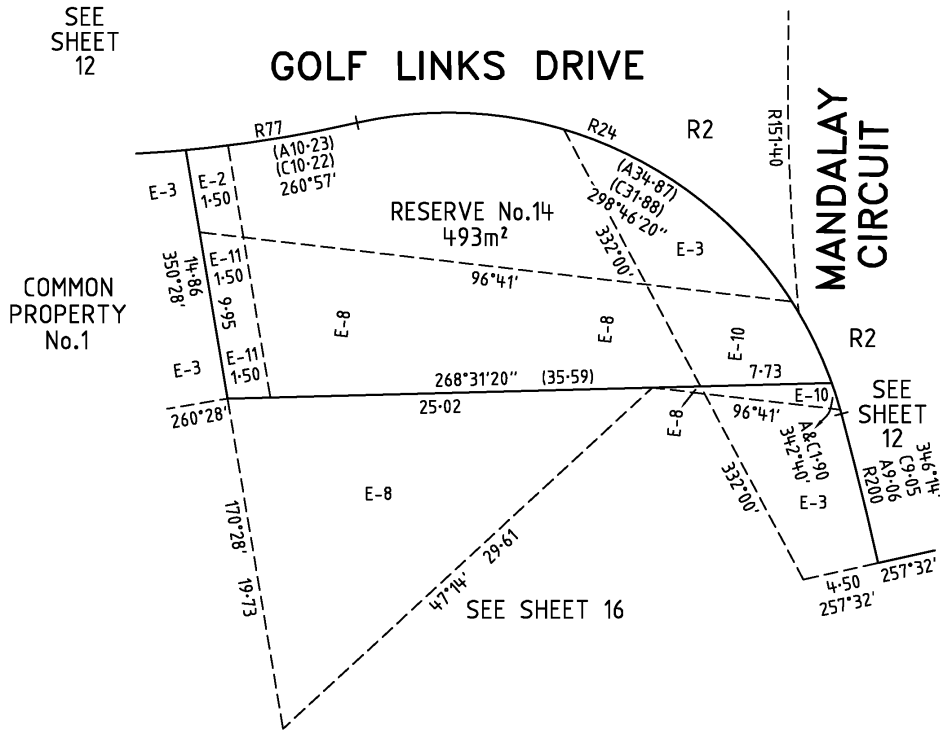 SEE
SHEET
12
GOLF LINKS DRIVE
R77
(A10·23)
(C10·22)
260°57'
R24
(A34·87)
(C31·88)
298°46'20"
R2
R151·40
MANDALAY
CIRCUIT
E-3
E-2
1·50
RESERVE No.14
493m²
E-3
332°00'
96°41'
14·86
350°28'
E-11
1·50
9·95
COMMON
PROPERTY
No.1
E-8
E-8
E-10
R2
E-3
E-11
1·50
268°31'20" (35·59)
7·73
25·02
260°28'
E-8
96°41'
E-10
A&C1·90
342°40'
SEE
SHEET
12
346°14'
C9·05
A9·06
R200
E-8
332°00'
E-3
170°28'
19·73
47°14' 29·61
SEE SHEET 16
4·50
257°32'
257°32'